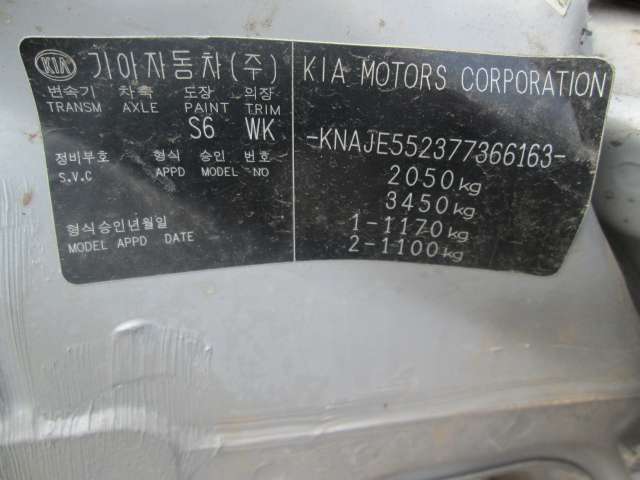 KIA 기아자동차(주)
변속기 차축 도장 의장
TRANSM AXLE PAINT TRIM
S6 WK
정비부호 형식 승인 번호
S.V.C APPD MODEL NO
형식승인년월일
MODEL APPD DATE
KIA MOTORS CORPORATION
-KNAJE552377366163-
2050kg
3450kg
1-1170kg
2-1100kg